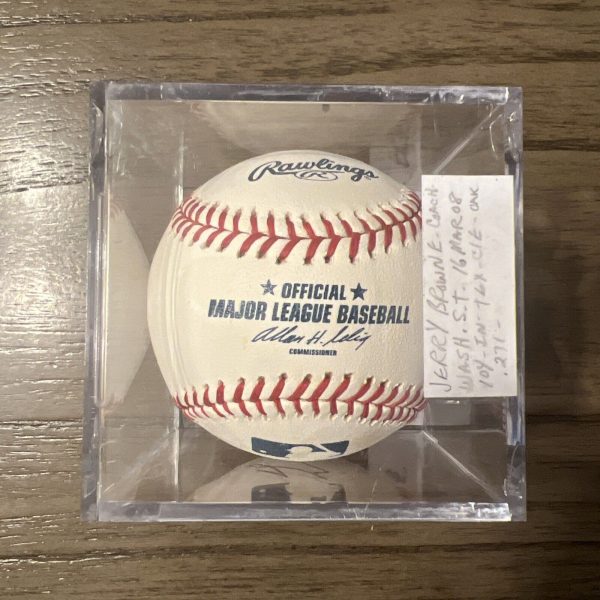 Rawlings
R
OFFICIAL
MAJOR LEAGUE BASEBALL
Allan H. Selig
COMMISSIONER
JERRY BROWNE - COACH
WASH. S.T. 16 MAR 08
10Y-IN-TEX-CLE-OAK
.271-